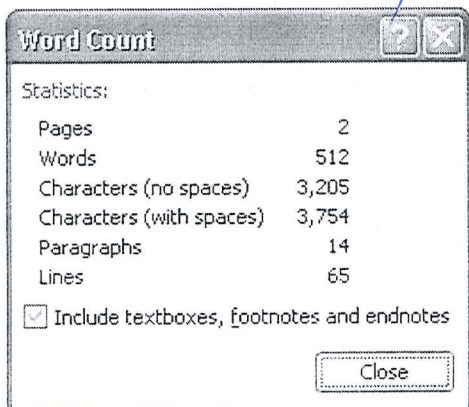 Word Count
Statistics:
Pages 2
Words 512
Characters (no spaces) 3,205
Characters (with spaces) 3,754
Paragraphs 14
Lines 65
Include textboxes, footnotes and endnotes
Close